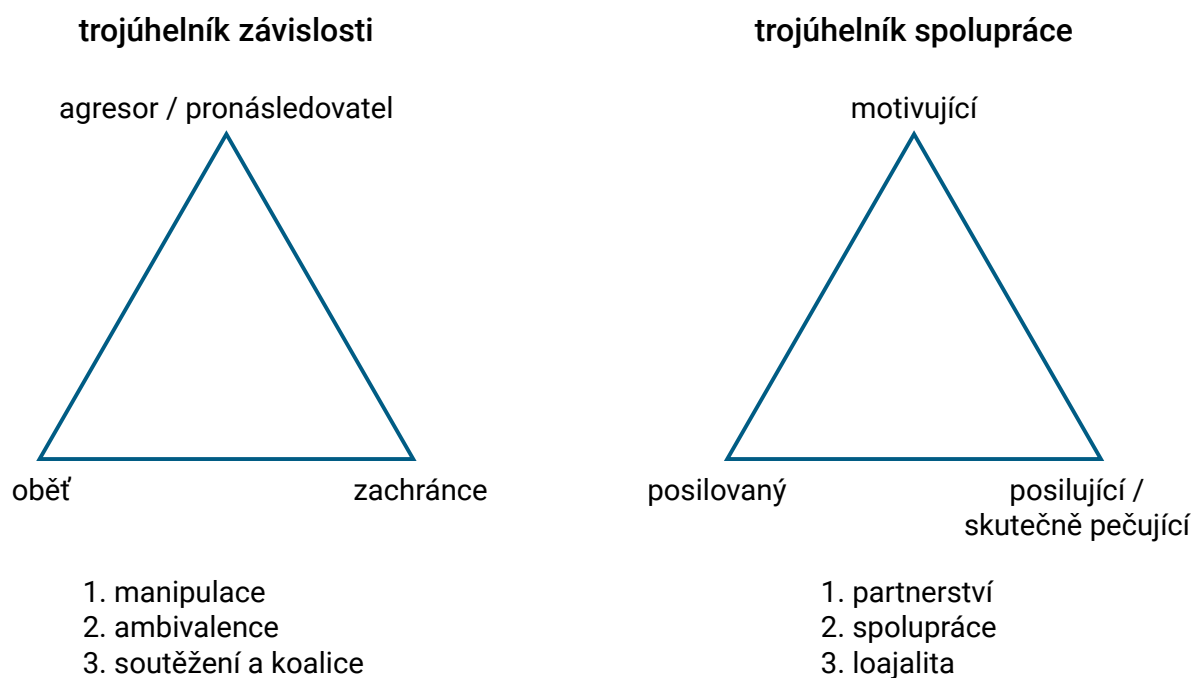 trojúhelník závislosti
agresor / pronásledovatel
oběť
zachránce
1. manipulace
2. ambivalence
3. soutěžení a koalice
trojúhelník spolupráce
motivující
posilovaný
posilující /
skutečně pečující
1. partnerství
2. spolupráce
3. loajalita